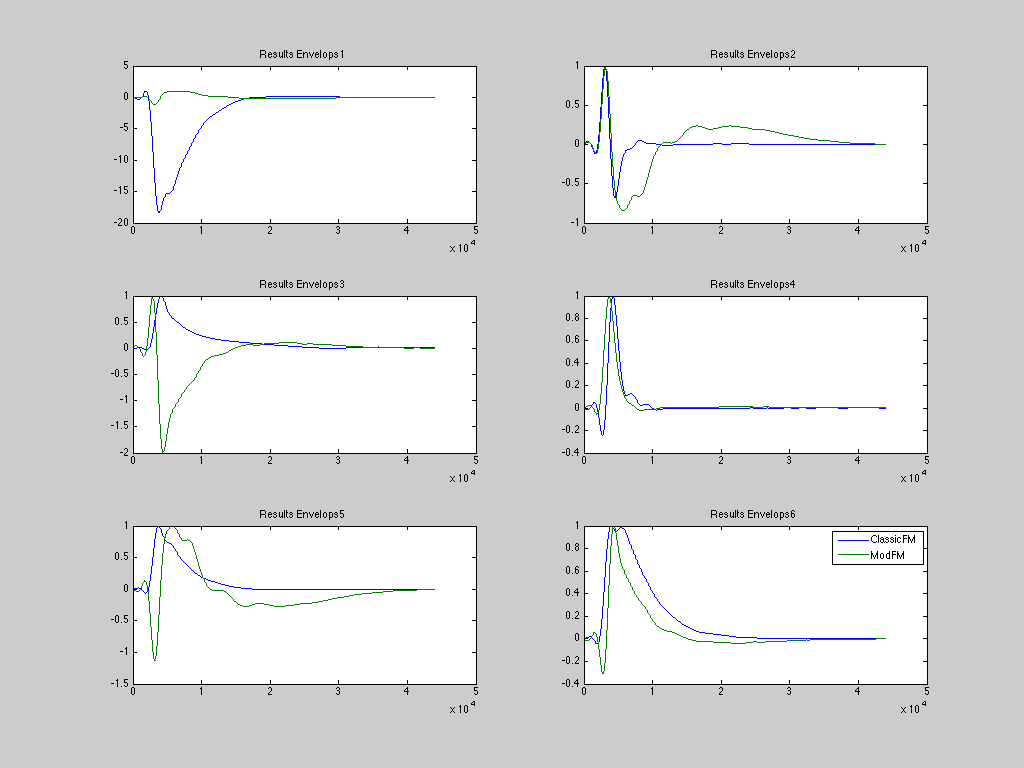 Results Envelops1
5
0
-5
-10
-15
-20
0 1 2 3 4 5
x 10^4
Results Envelops2
1
0.5
0
-0.5
-1
0 1 2 3 4 5
x 10^4
Results Envelops3
1
0.5
0
-0.5
-1
-1.5
-2
0 1 2 3 4 5
x 10^4
Results Envelops4
1
0.8
0.6
0.4
0.2
0
-0.2
-0.4
0 1 2 3 4 5
x 10^4
Results Envelops5
1
0.5
0
-0.5
-1
-1.5
0 1 2 3 4 5
x 10^4
Results Envelops6
1
0.8
0.6
0.4
0.2
0
-0.2
-0.4
0 1 2 3 4 5
x 10^4
ClassicFM
ModFM